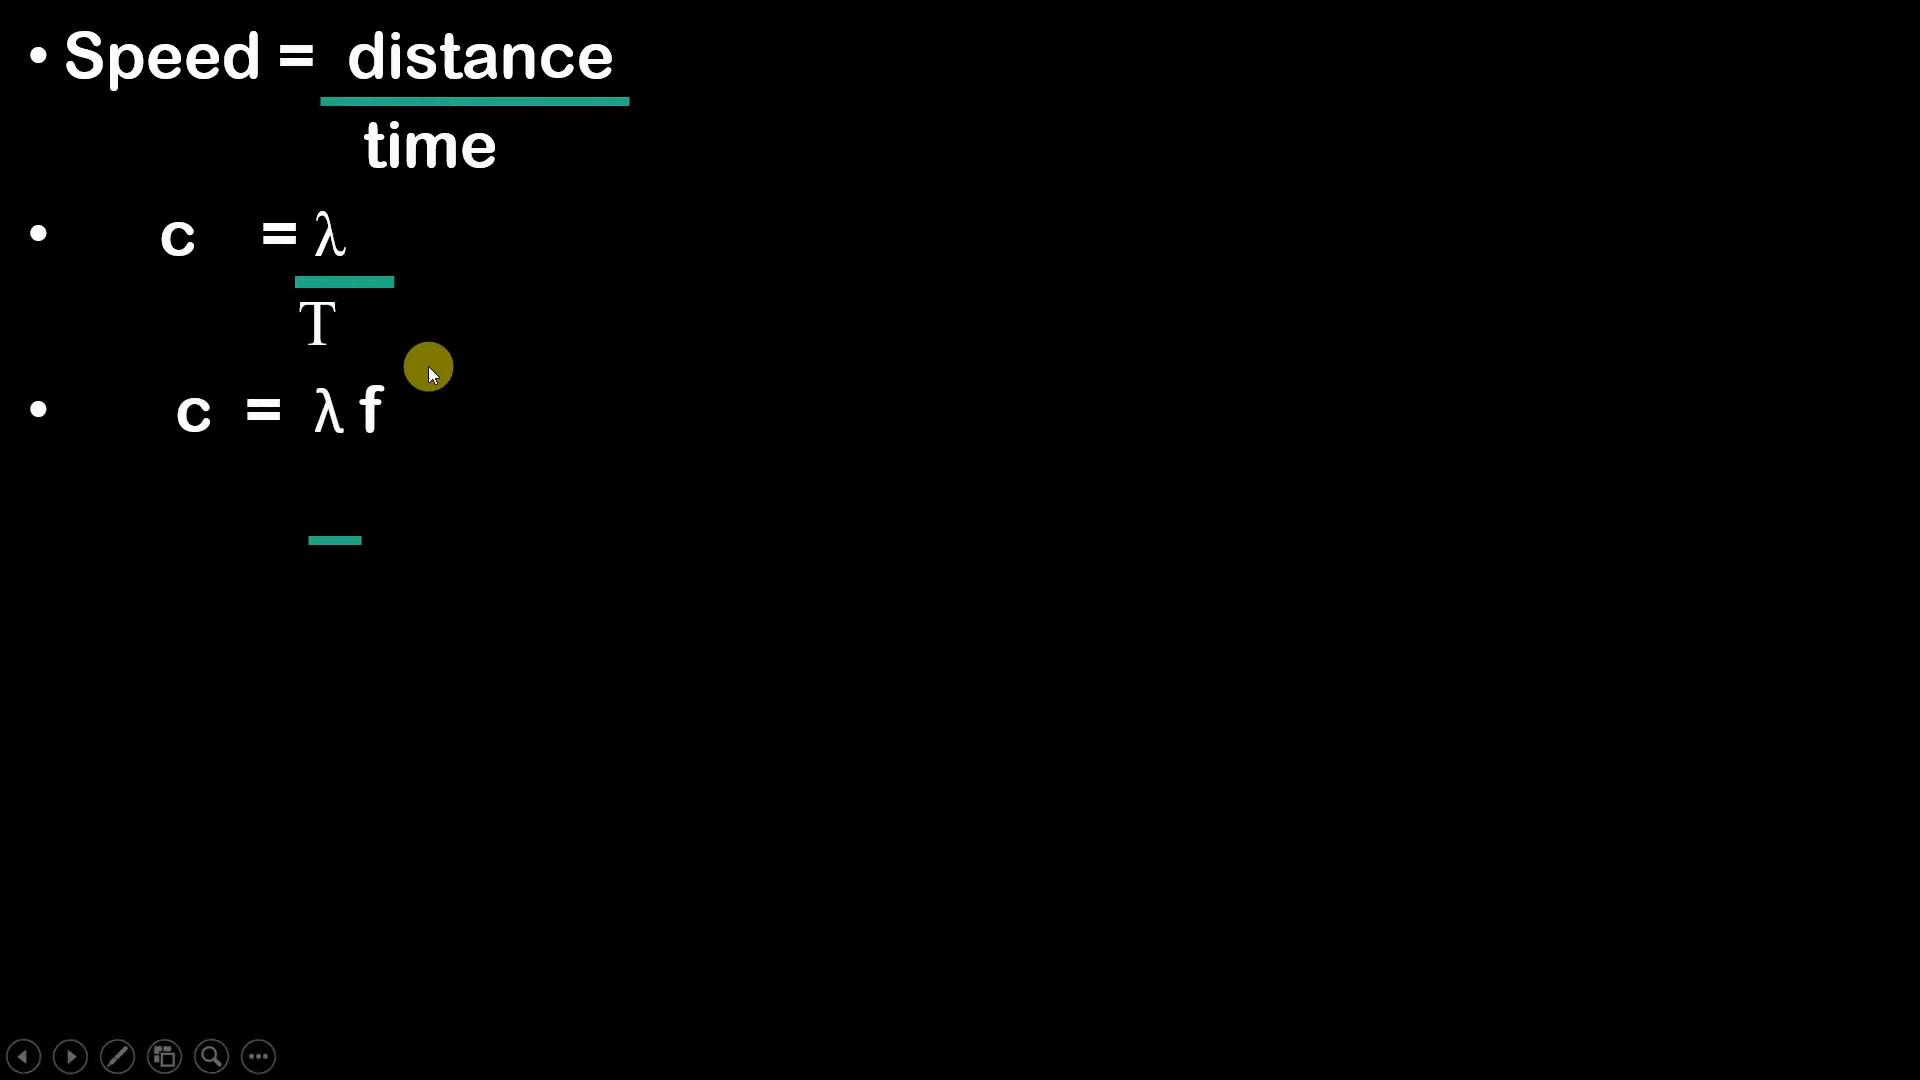 • Speed = distance
time
• c = λ
T
• c = λ f